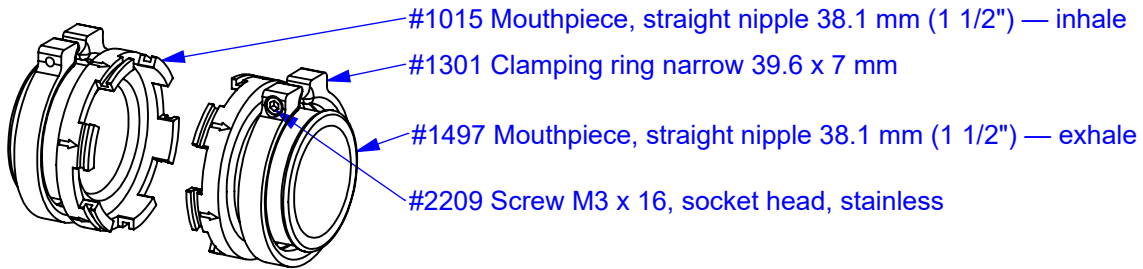 #1015 Mouthpiece, straight nipple 38.1 mm (1 1/2") — inhale
#1301 Clamping ring narrow 39.6 x 7 mm
#1497 Mouthpiece, straight nipple 38.1 mm (1 1/2") — exhale
#2209 Screw M3 x 16, socket head, stainless